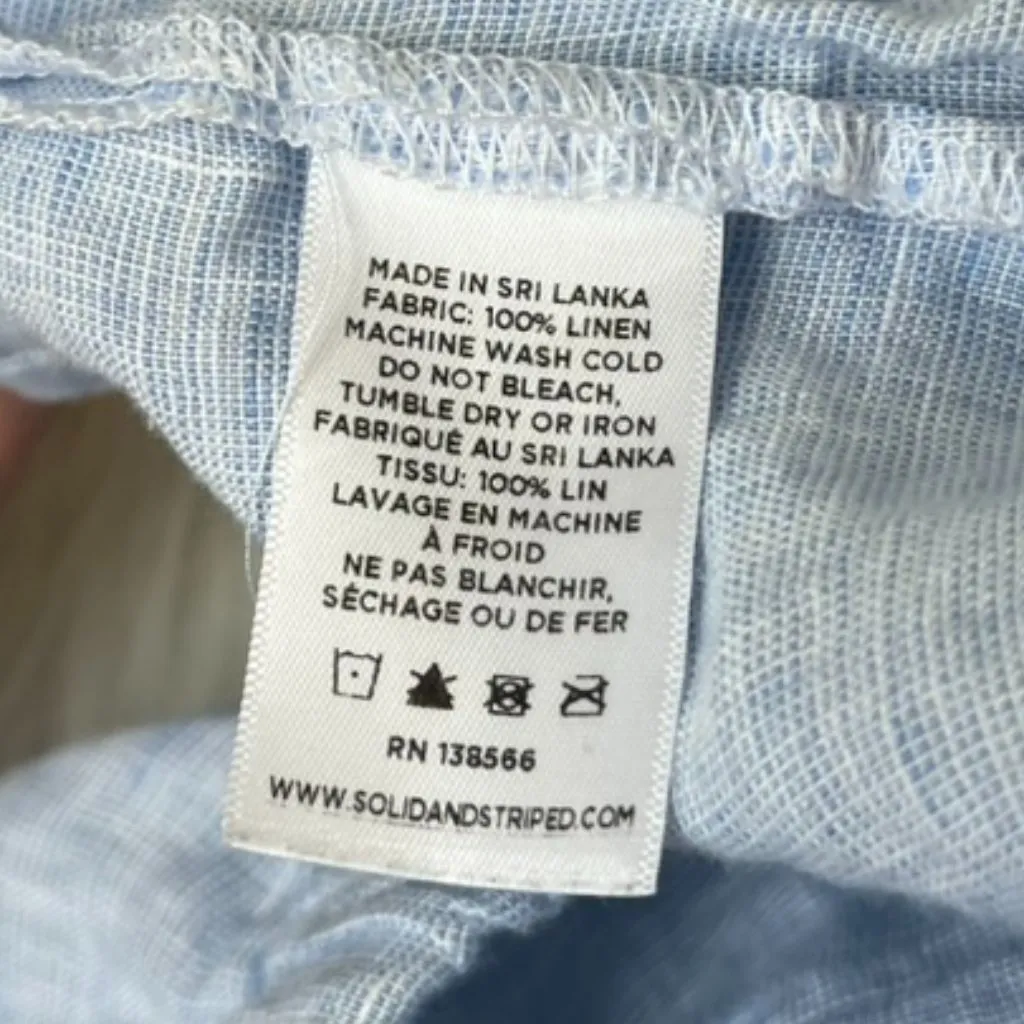 MADE IN SRI LANKA
FABRIC: 100% LINEN
MACHINE WASH COLD
DO NOT BLEACH,
TUMBLE DRY OR IRON
FABRIQUÉ AU SRI LANKA
TISSU: 100% LIN
LAVAGE EN MACHINE
À FROID
NE PAS BLANCHIR,
SÉCHAGE OU DE FER
RN 138566
WWW.SOLIDANDSTRIPED.COM